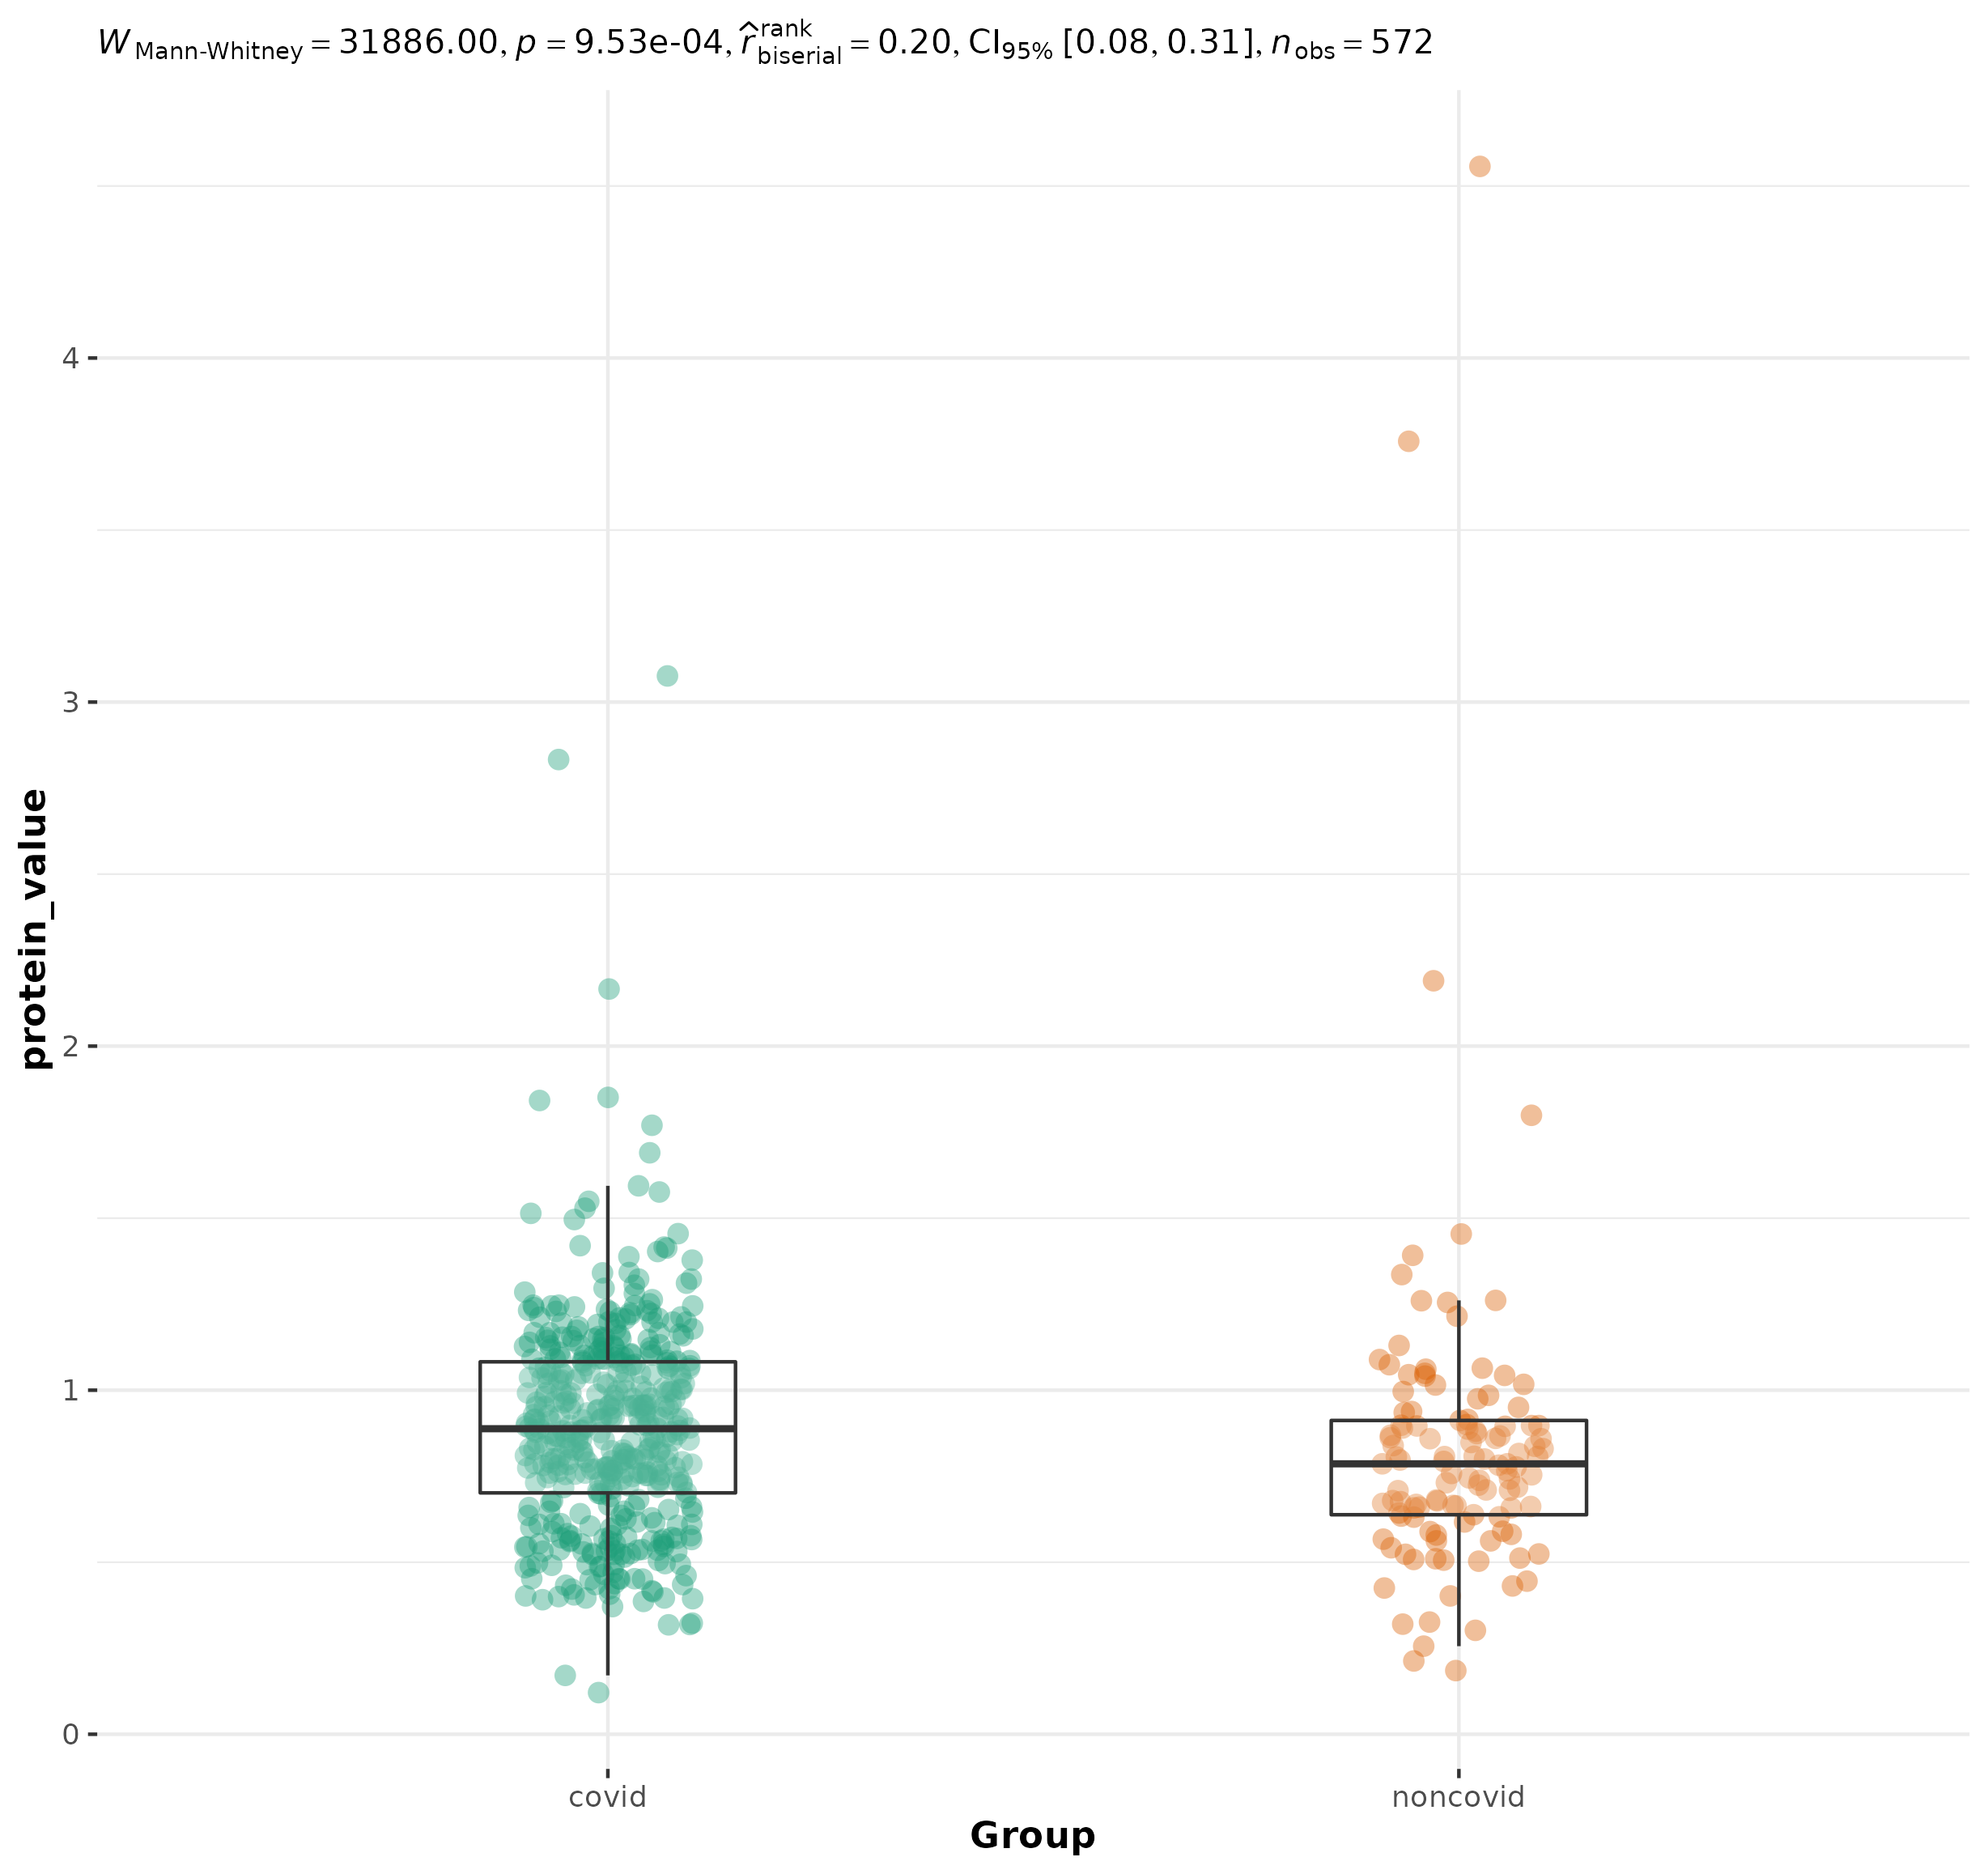 W Mann-Whitney = 31886.00, p = 9.53e-04, r̂ rank biserial = 0.20, CI95% [0.08, 0.31], n obs = 572
protein_value
4
3
2
1
0
covid noncovid
Group